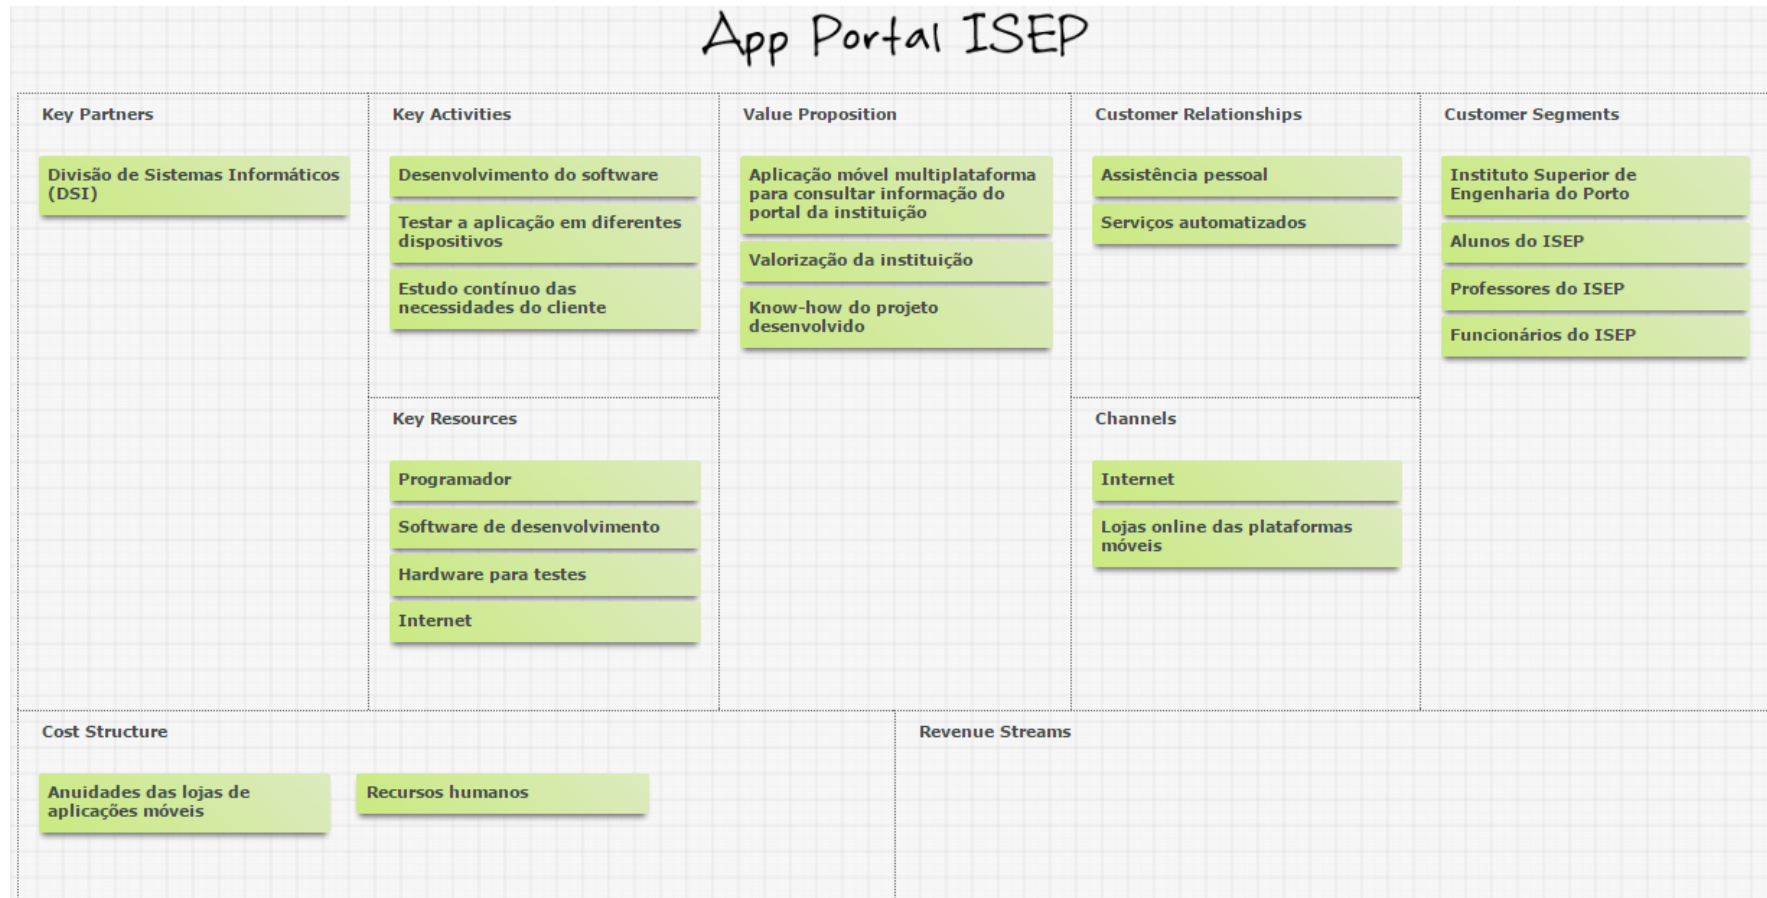 App Portal ISEP
Key Partners
Divisão de Sistemas Informáticos
(DSI)
Key Activities
Desenvolvimento do software
Testar a aplicação em diferentes
dispositivos
Estudo contínuo das
necessidades do cliente
Key Resources
Programador
Software de desenvolvimento
Hardware para testes
Internet
Value Proposition
Aplicação móvel multiplataforma
para consultar informação do
portal da instituição
Valorização da instituição
Know-how do projeto
desenvolvido
Customer Relationships
Assistência pessoal
Serviços automatizados
Channels
Internet
Lojas online das plataformas
móveis
Customer Segments
Instituto Superior de
Engenharia do Porto
Alunos do ISEP
Professores do ISEP
Funcionários do ISEP
Cost Structure
Anuidades das lojas de
aplicações móveis
Recursos humanos
Revenue Streams